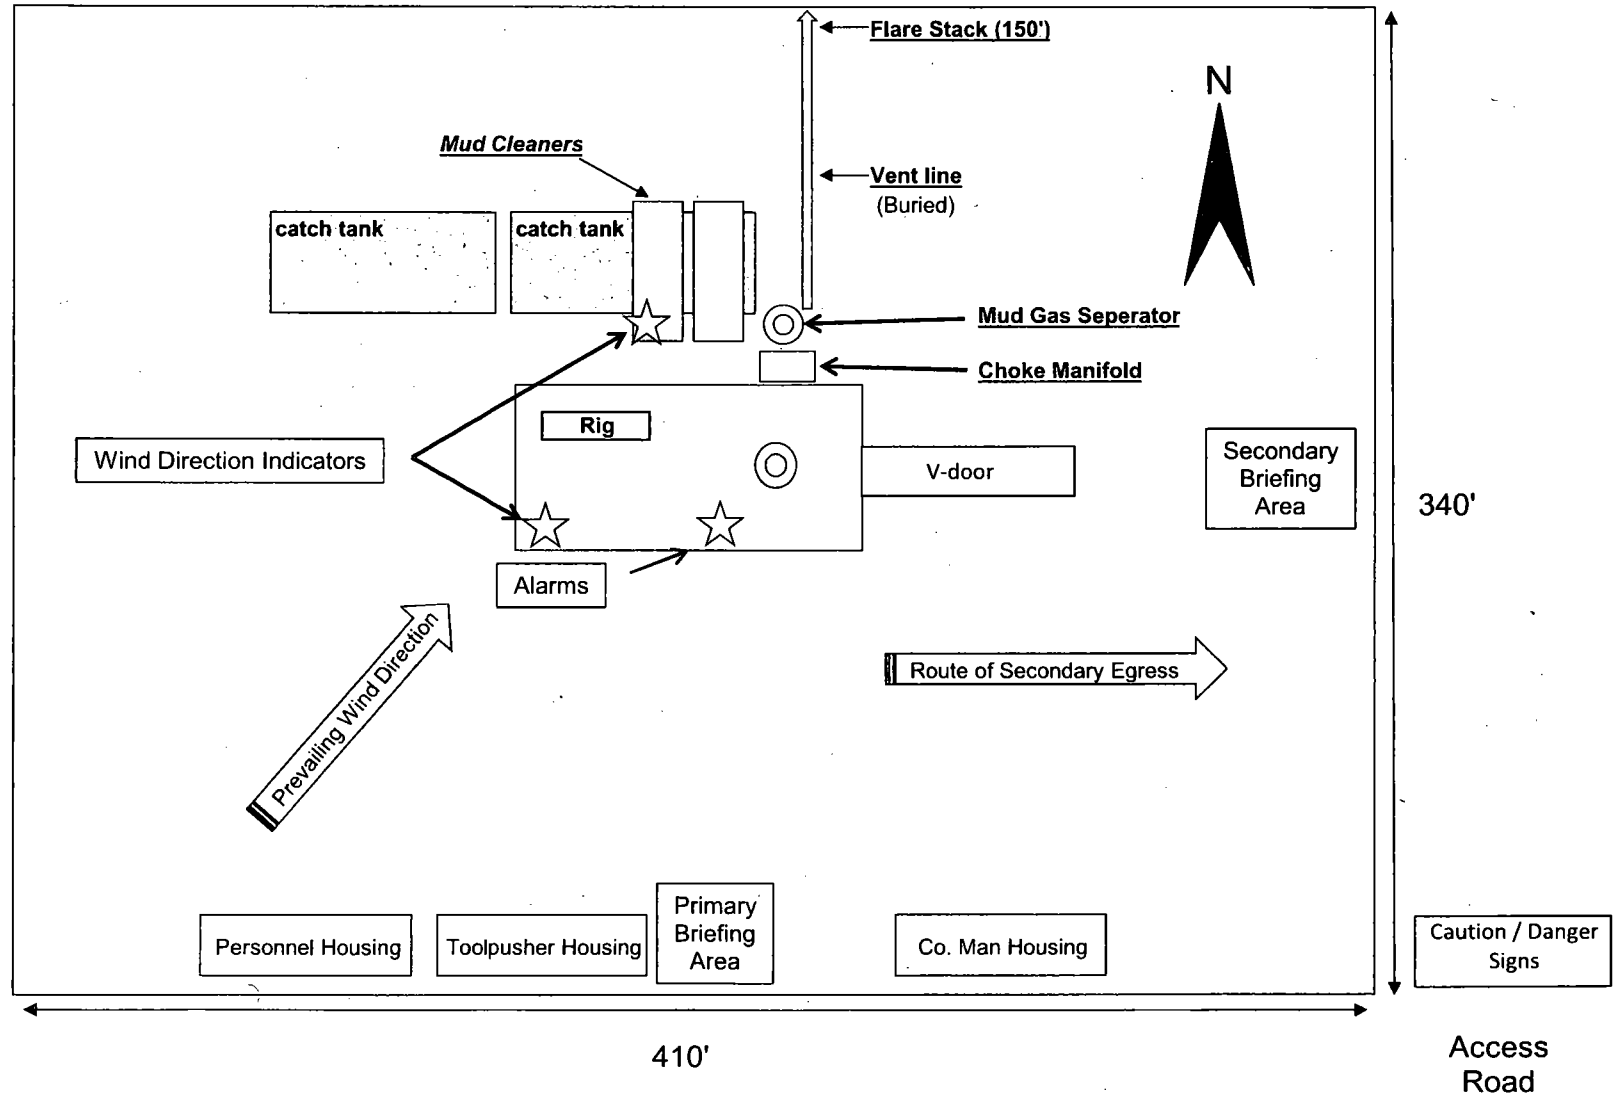 Flare Stack (150')
N
Mud Cleaners
Vent line
(Buried)
catch tank
catch tank
Mud Gas Seperator
Choke Manifold
Rig
Wind Direction Indicators
V-door
Secondary
Briefing
Area
340'
Alarms
Prevailing Wind Direction
Route of Secondary Egress
Primary
Briefing
Area
Personnel Housing
Toolpusher Housing
Co. Man Housing
Caution / Danger
Signs
410'
Access
Road